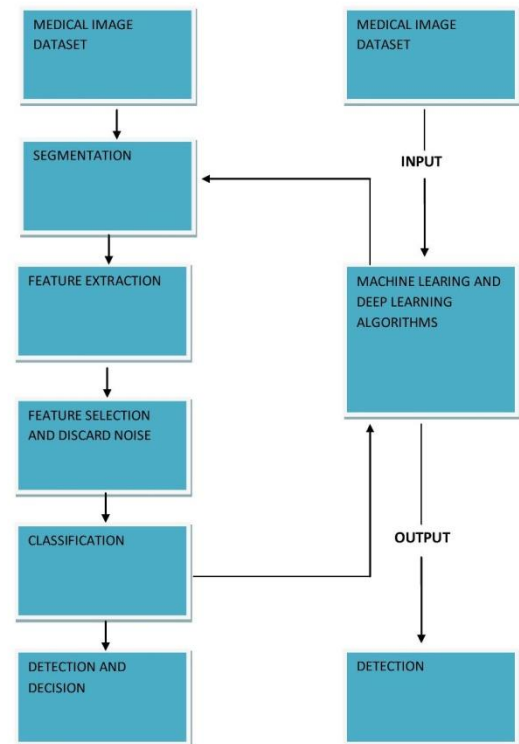 MEDICAL IMAGE
DATASET
SEGMENTATION
FEATURE EXTRACTION
FEATURE SELECTION
AND DISCARD NOISE
CLASSIFICATION
DETECTION AND
DECISION
MEDICAL IMAGE
DATASET
INPUT
MACHINE LEARING AND
DEEP LEARNING
ALGORITHMS
OUTPUT
DETECTION